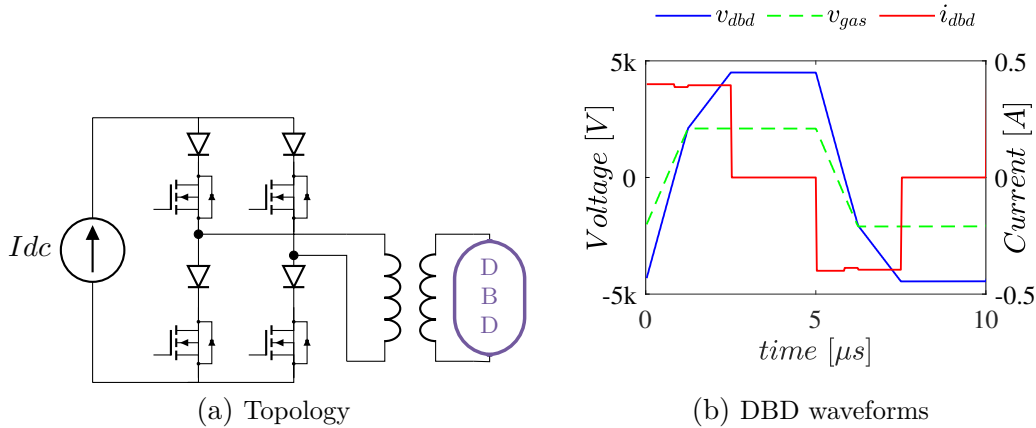 v_dbd v_gas i_dbd
5k 0.5
Voltage [V]
0 0
Current [A]
-5k -0.5
0 5 10
time [μs]
Idc
D
B
D
(a) Topology
(b) DBD waveforms